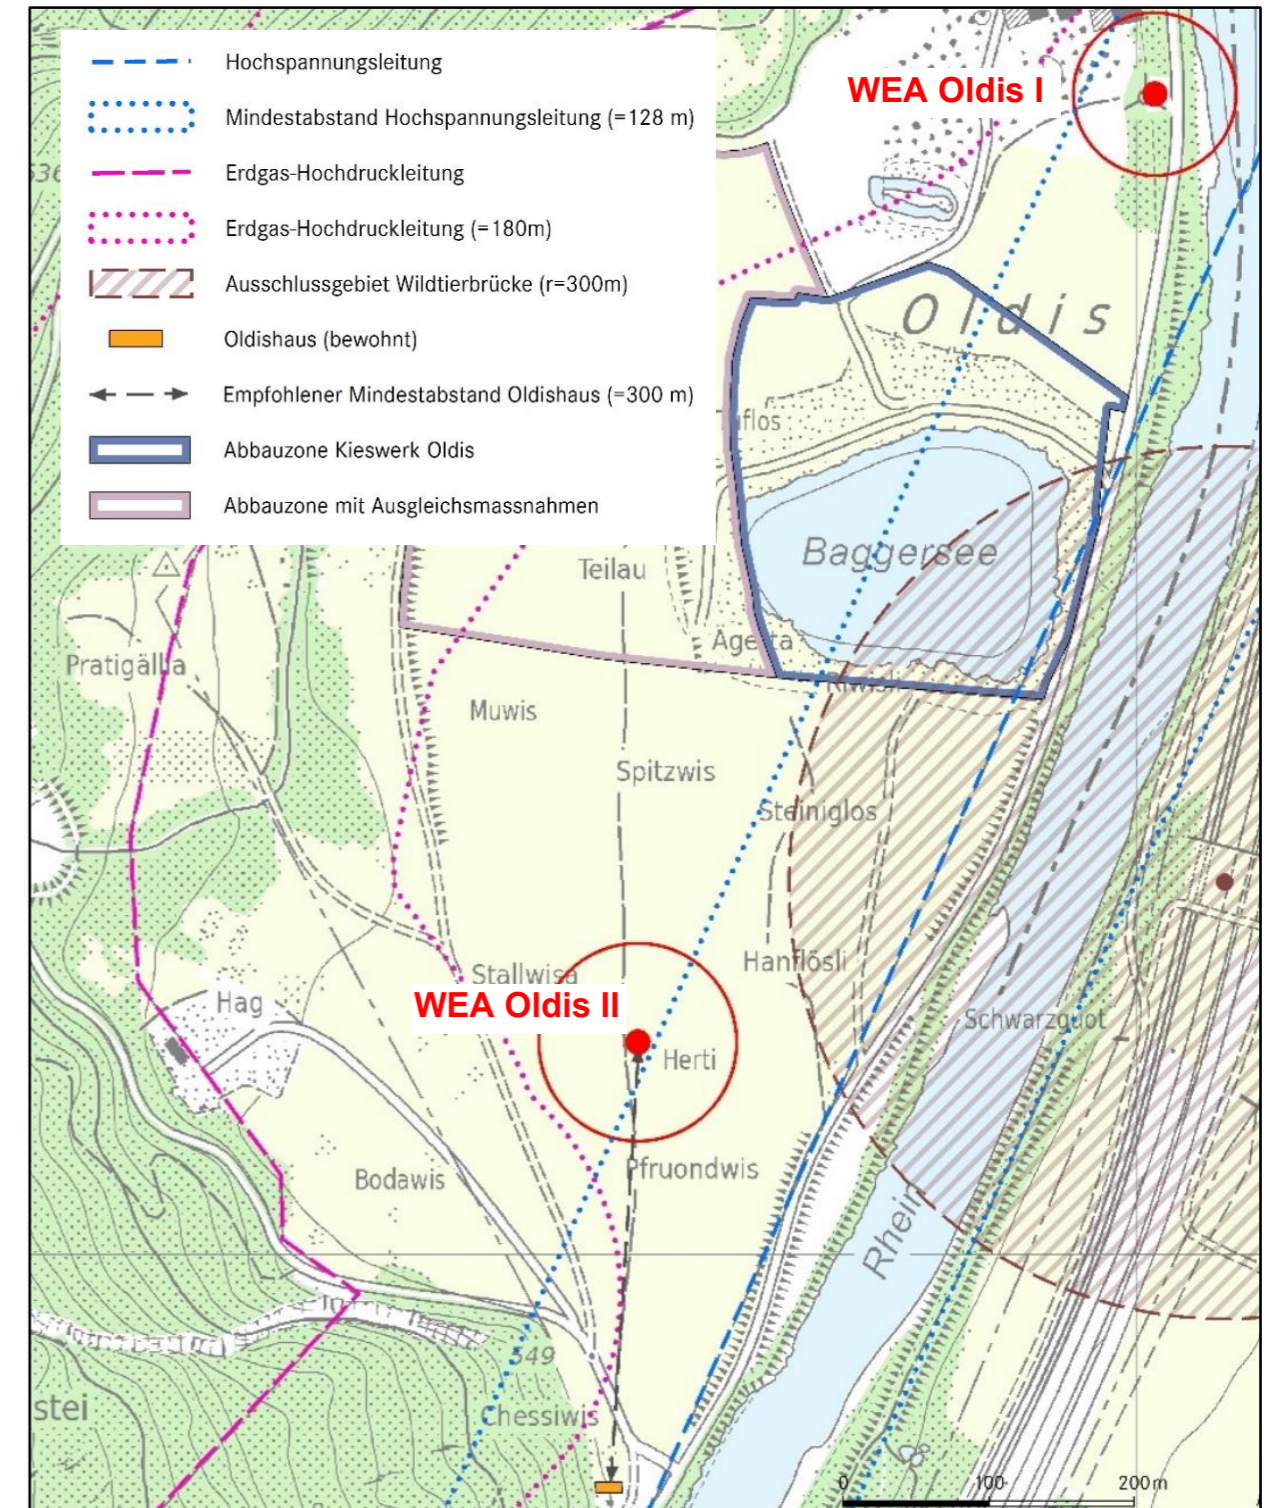 Hochspannungsleitung
Mindestabstand Hochspannungsleitung (=128 m)
Erdgas-Hochdruckleitung
Erdgas-Hochdruckleitung (=180m)
Ausschlussgebiet Wildtierbrücke (r=300m)
Oldishaus (bewohnt)
Empfohlener Mindestabstand Oldishaus (=300 m)
Abbauzone Kieswerk Oldis
Abbauzone mit Ausgleichsmassnahmen
WEA Oldis I
Oldis
Baggersee
Teilau
Pratigälla
Muwis
Spitzwis
Steiniglos
Stallwisa
Hanflösli
WEA Oldis II
Hag
Schwarzguot
Herti
Bodawis
Pfruondwis
Rhein
549
stei
Chessiwis
0 100 200m